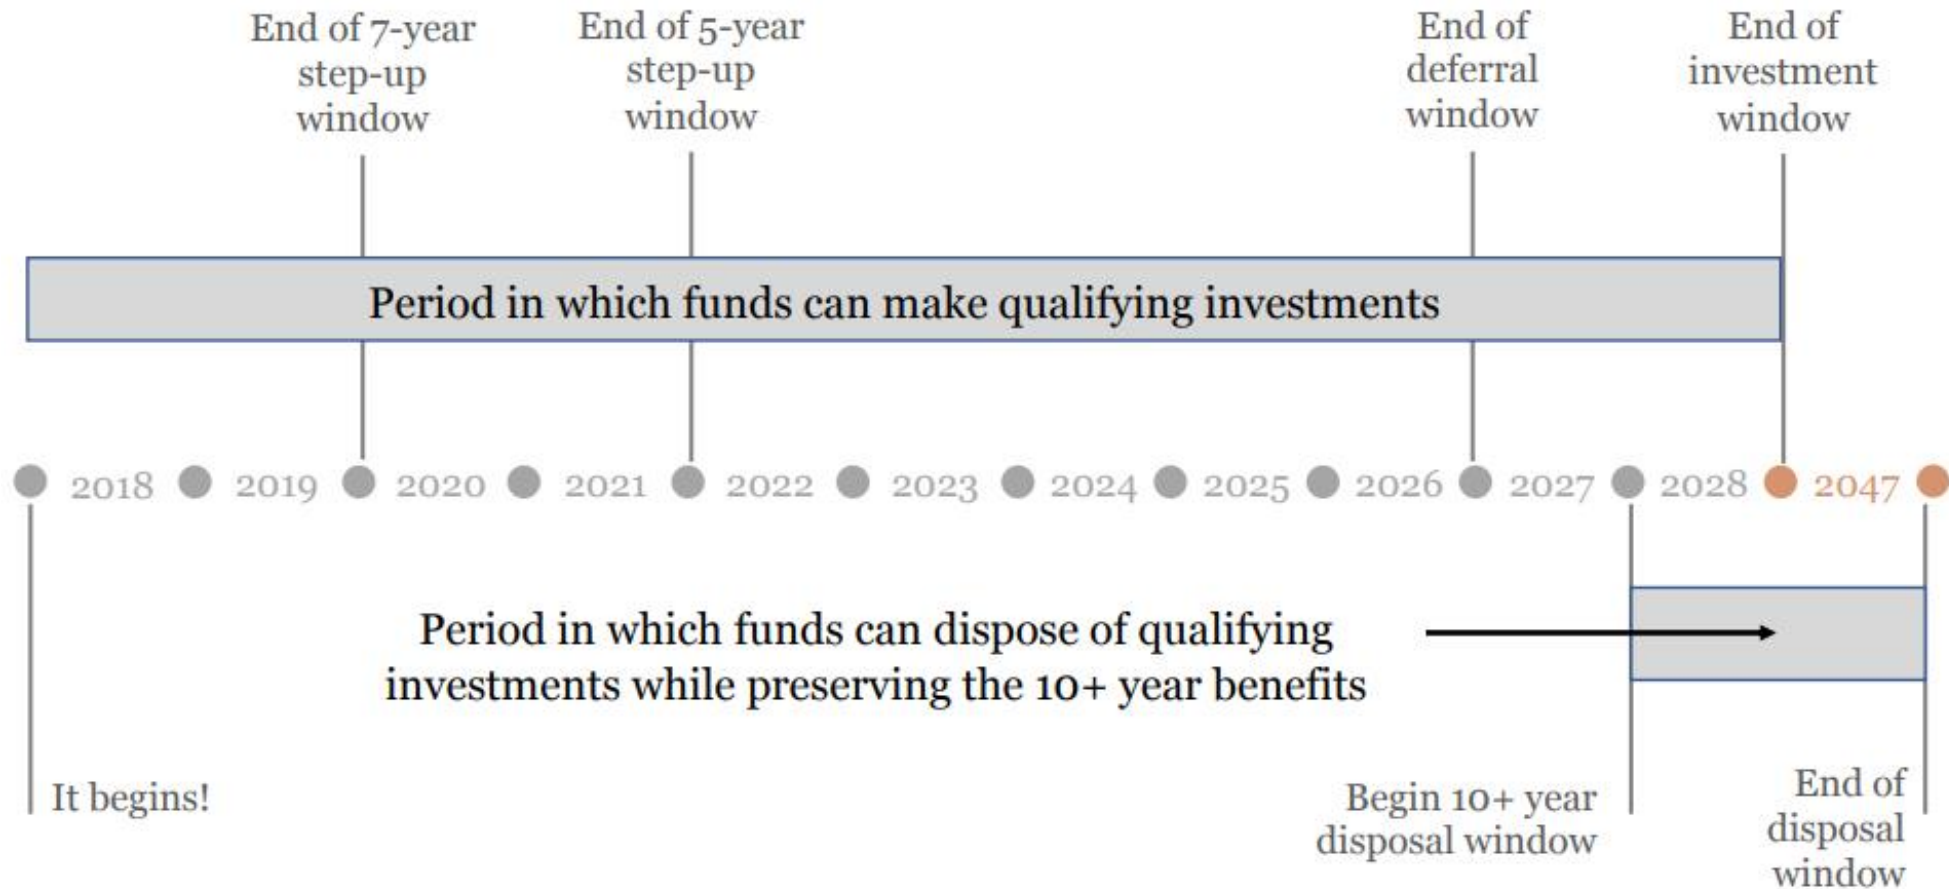 End of 7-year
step-up
window
End of 5-year
step-up
window
End of
deferral
window
End of
investment
window
Period in which funds can make qualifying investments
2018 2019 2020 2021 2022 2023 2024 2025 2026 2027 2028 2047
Period in which funds can dispose of qualifying
investments while preserving the 10+ year benefits
It begins!
Begin 10+ year
disposal window
End of
disposal
window